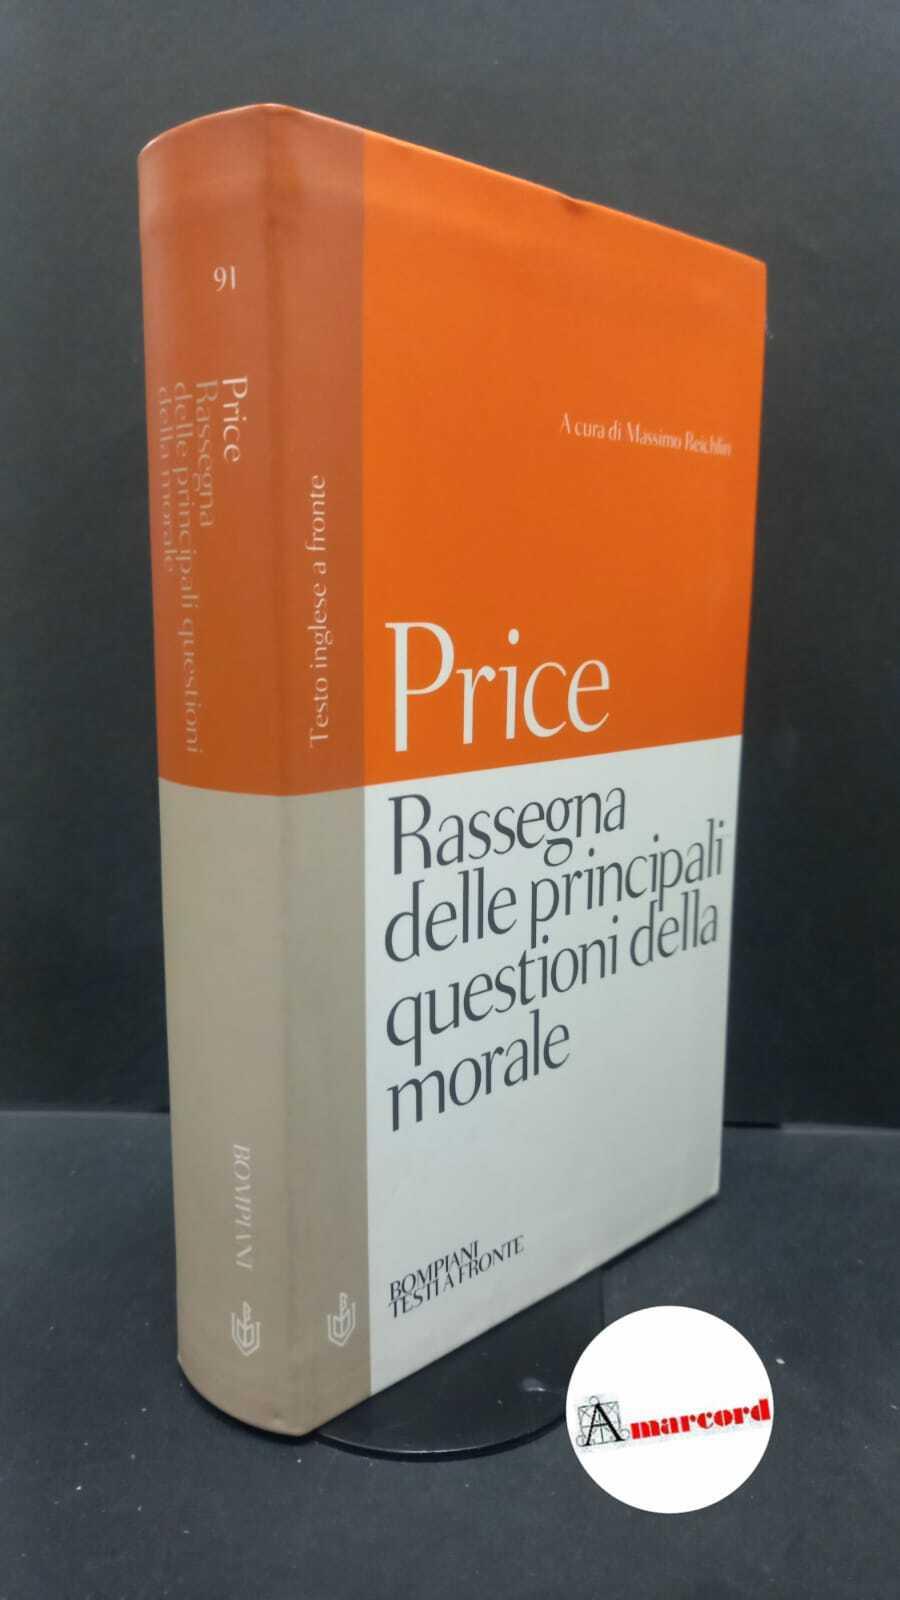 91
Price
Rassegna
delle principali questioni
della morale
BOMPIANI
Testo inglese a fronte
A cura di Massimo Reichlin
Price
Rassegna
delle principali
questioni della
morale
BOMPIANI
TESTI A FRONTE
Amarcord